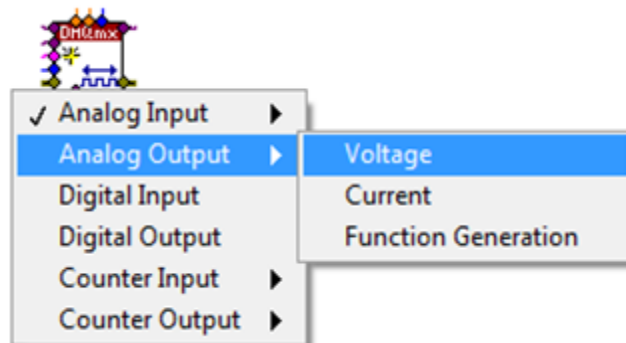 DAQmx
Analog Input
Analog Output
Digital Input
Digital Output
Counter Input
Counter Output
Voltage
Current
Function Generation